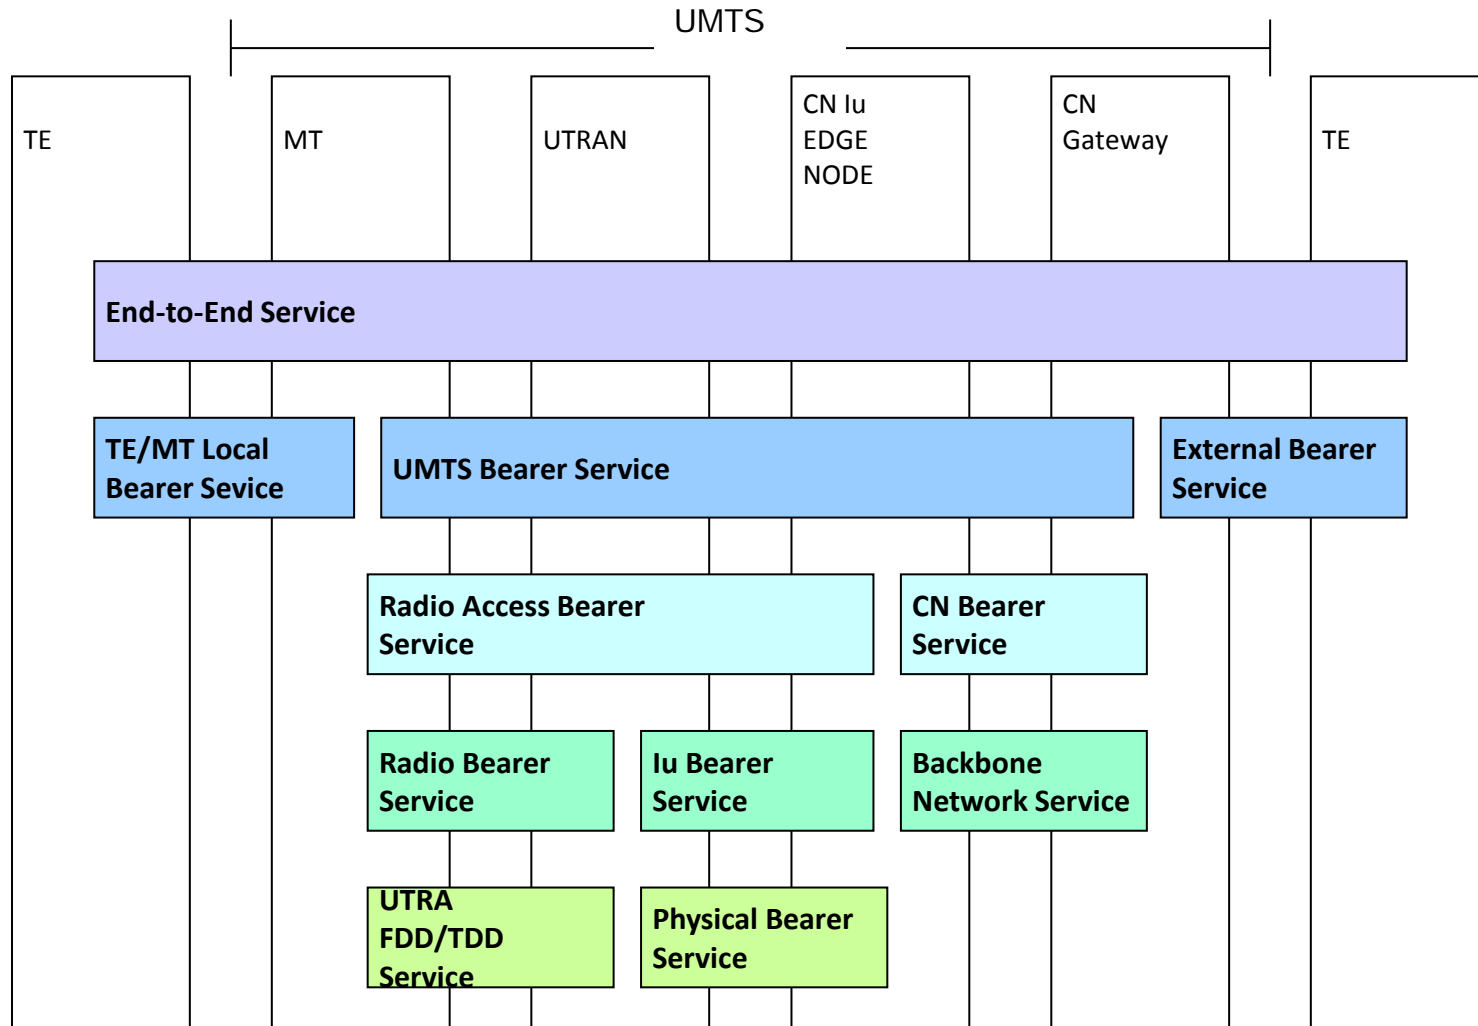 UMTS
TE
MT
UTRAN
CN Iu
EDGE
NODE
CN
Gateway
TE
End-to-End Service
TE/MT Local
Bearer Sevice
UMTS Bearer Service
External Bearer
Service
Radio Access Bearer
Service
CN Bearer
Service
Radio Bearer
Service
Iu Bearer
Service
Backbone
Network Service
UTRA
FDD/TDD
Service
Physical Bearer
Service